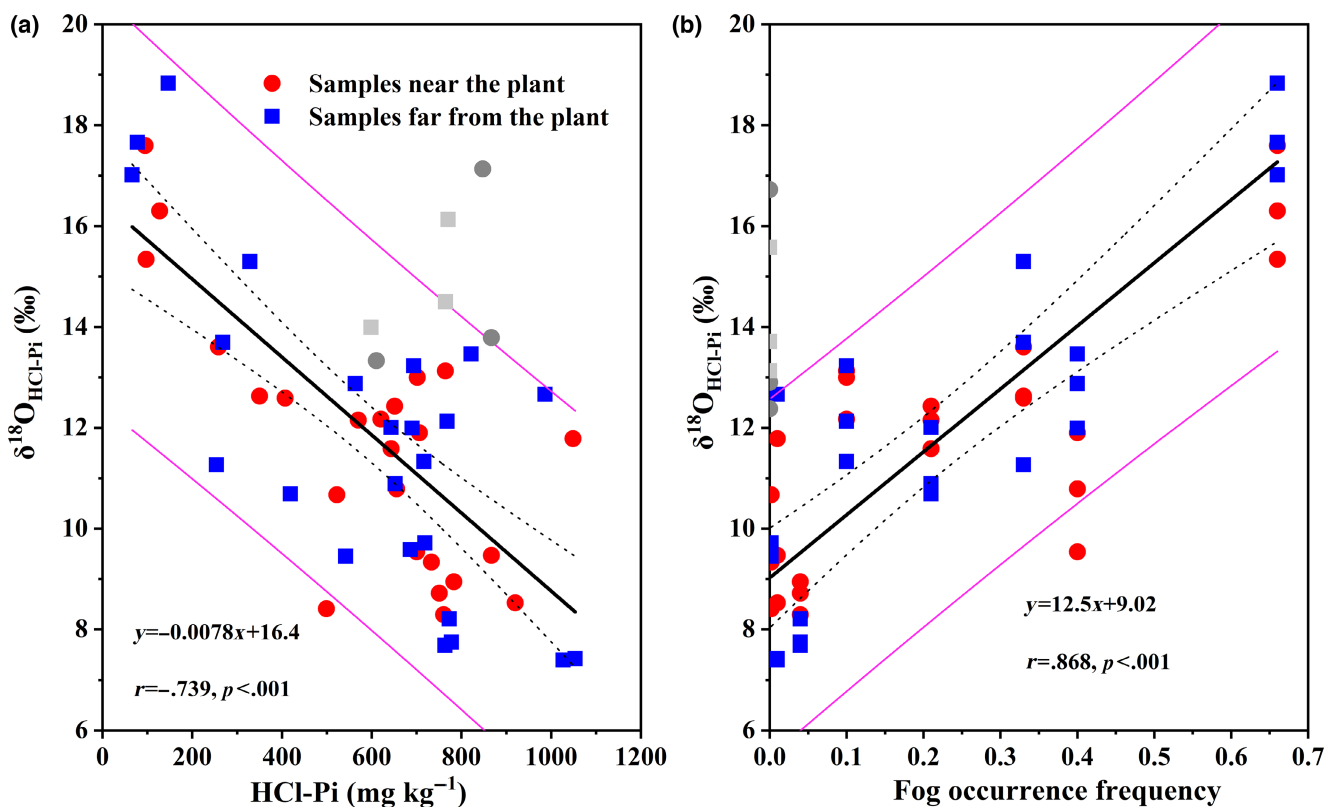 (a)
20
18
16
14
12
10
8
6
δ¹⁸O_HCl-Pi (‰)
Samples near the plant
Samples far from the plant
y=−0.0078x+16.4
r=−.739, p<.001
0 200 400 600 800 1000 1200
HCl-Pi (mg kg⁻¹)
(b)
20
18
16
14
12
10
8
6
δ¹⁸O_HCl-Pi (‰)
y=12.5x+9.02
r=.868, p<.001
0.0 0.1 0.2 0.3 0.4 0.5 0.6 0.7
Fog occurrence frequency